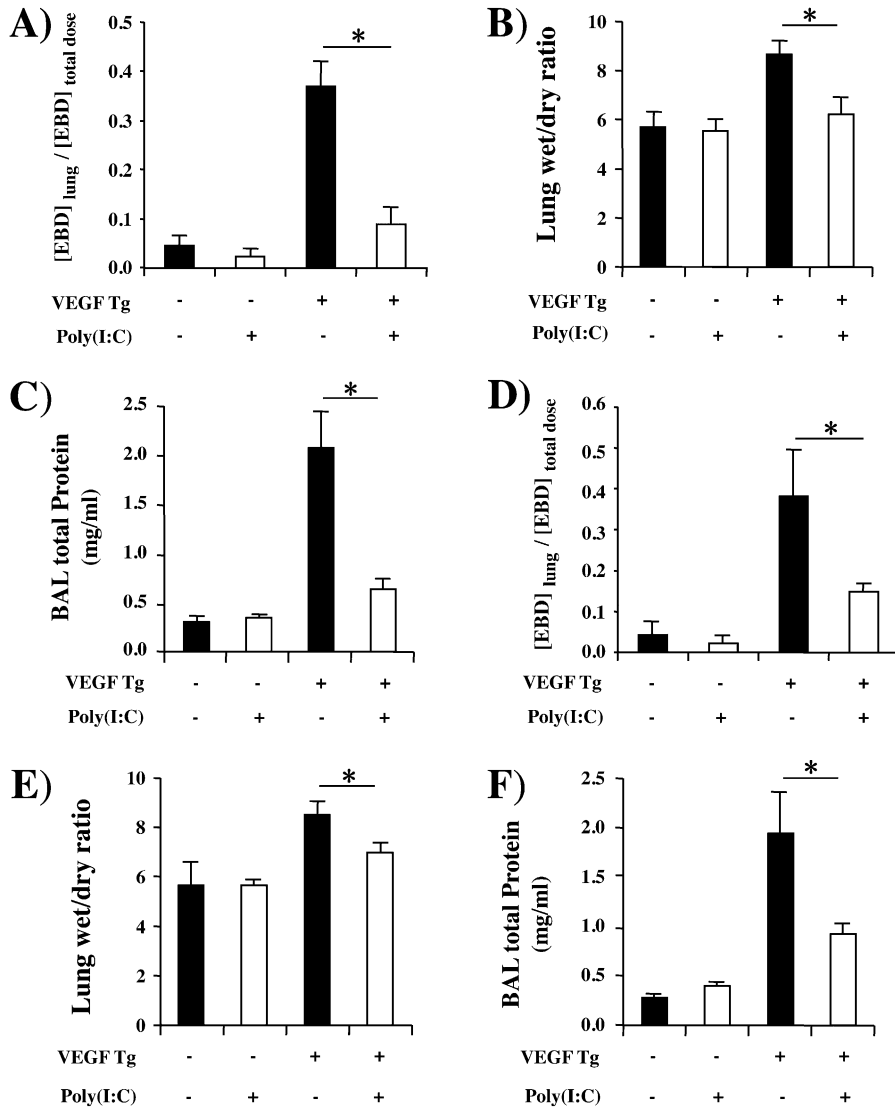 A)
[EBD] lung / [EBD] total dose
0.5
0.4
0.3
0.2
0.1
0.0
*
VEGF Tg - - + +
Poly(I:C) - + - +
B)
Lung wet/dry ratio
10
8
6
4
2
0
*
VEGF Tg - - + +
Poly(I:C) - + - +
C)
BAL total Protein
(mg/ml)
2.5
2.0
1.5
1.0
0.5
0.0
*
VEGF Tg - - + +
Poly(I:C) - + - +
D)
[EBD] lung / [EBD] total dose
0.6
0.5
0.4
0.3
0.2
0.1
0.0
*
VEGF Tg - - + +
Poly(I:C) - + - +
E)
Lung wet/dry ratio
10
8
6
4
2
0
*
VEGF Tg - - + +
Poly(I:C) - + - +
F)
BAL total Protein
(mg/ml)
2.5
2.0
1.5
1.0
0.5
0.0
*
VEGF Tg - - + +
Poly(I:C) - + - +